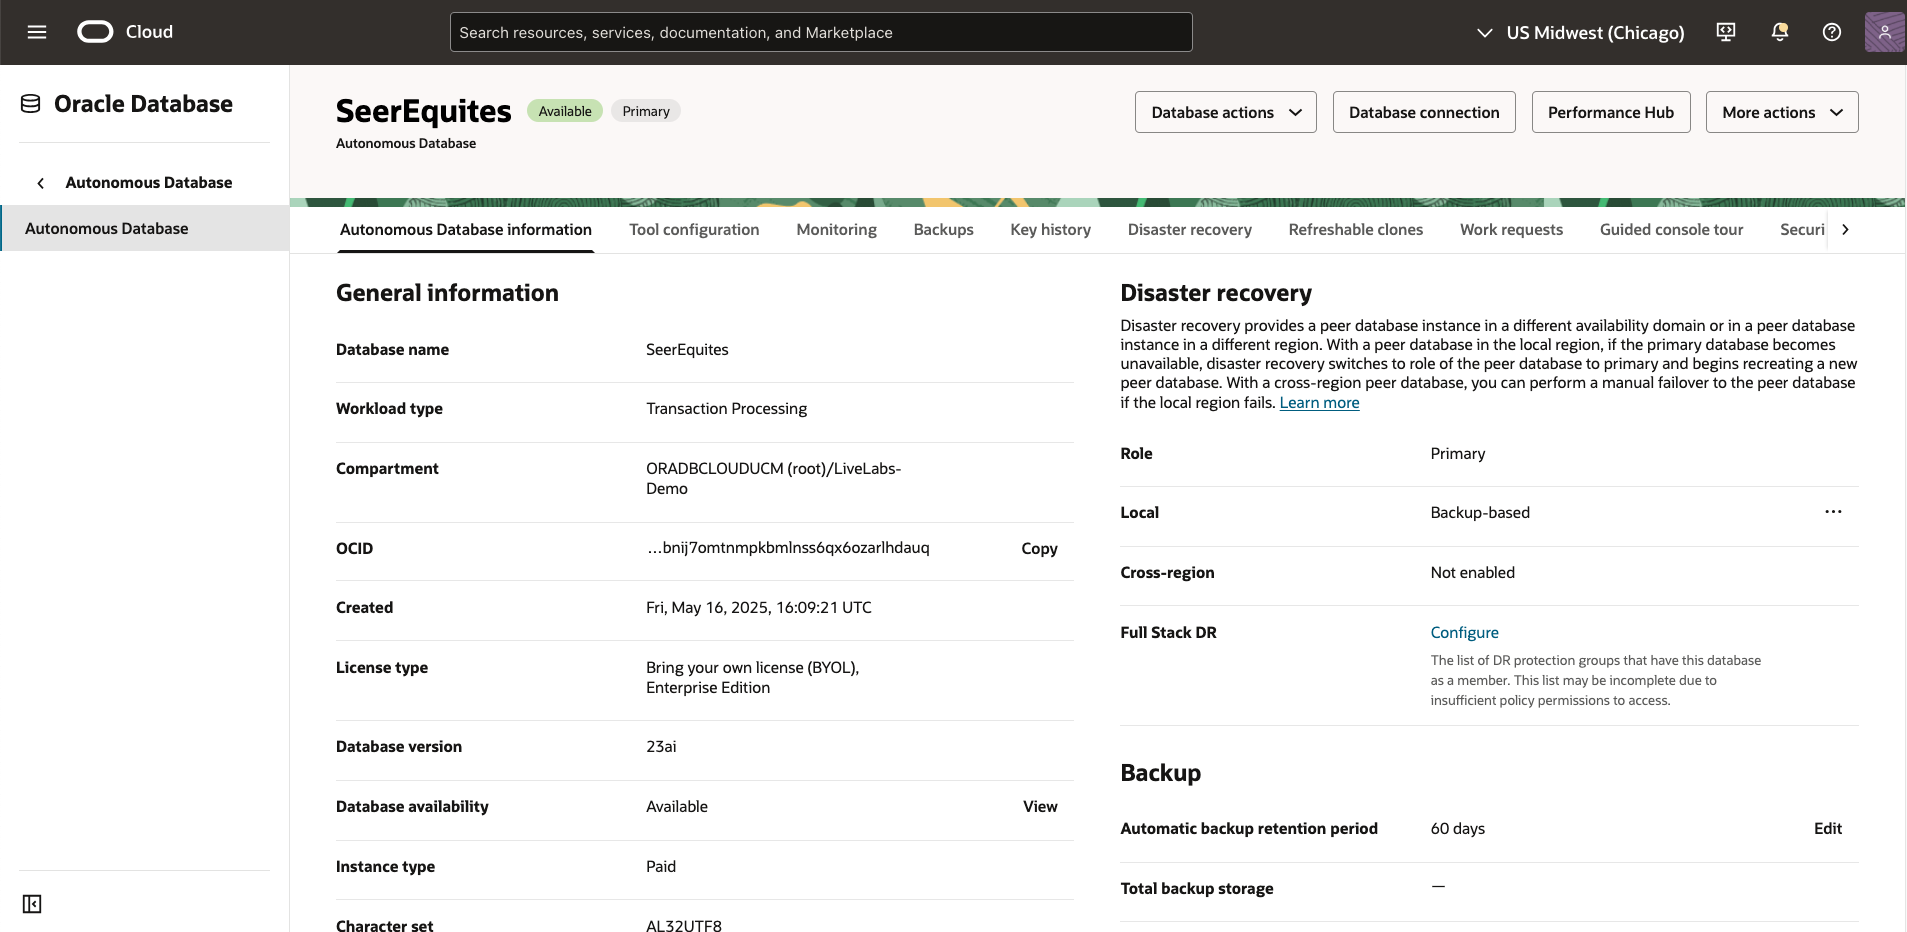 Cloud
Search resources, services, documentation, and Marketplace
US Midwest (Chicago)
Oracle Database
Autonomous Database
Autonomous Database
SeerEquites
Available
Primary
Autonomous Database
Database actions
Database connection
Performance Hub
More actions
Autonomous Database information
Tool configuration
Monitoring
Backups
Key history
Disaster recovery
Refreshable clones
Work requests
Guided console tour
Securi
General information
Database name
SeerEquites
Workload type
Transaction Processing
Compartment
ORADBCLOUDUCM (root)/LiveLabs-
Demo
OCID
...bnij7omtnmpkbmlnss6qx6ozarlhdauq
Copy
Created
Fri, May 16, 2025, 16:09:21 UTC
License type
Bring your own license (BYOL),
Enterprise Edition
Database version
23ai
Database availability
Available
View
Instance type
Paid
Character set
AL32UTF8
Disaster recovery
Disaster recovery provides a peer database instance in a different availability domain or in a peer database
instance in a different region. With a peer database in the local region, if the primary database becomes
unavailable, disaster recovery switches to role of the peer database to primary and begins recreating a new
peer database. With a cross-region peer database, you can perform a manual failover to the peer database
if the local region fails. Learn more
Role
Primary
Local
Backup-based
Cross-region
Not enabled
Full Stack DR
Configure
The list of DR protection groups that have this database
as a member. This list may be incomplete due to
insufficient policy permissions to access.
Backup
Automatic backup retention period
60 days
Edit
Total backup storage
—